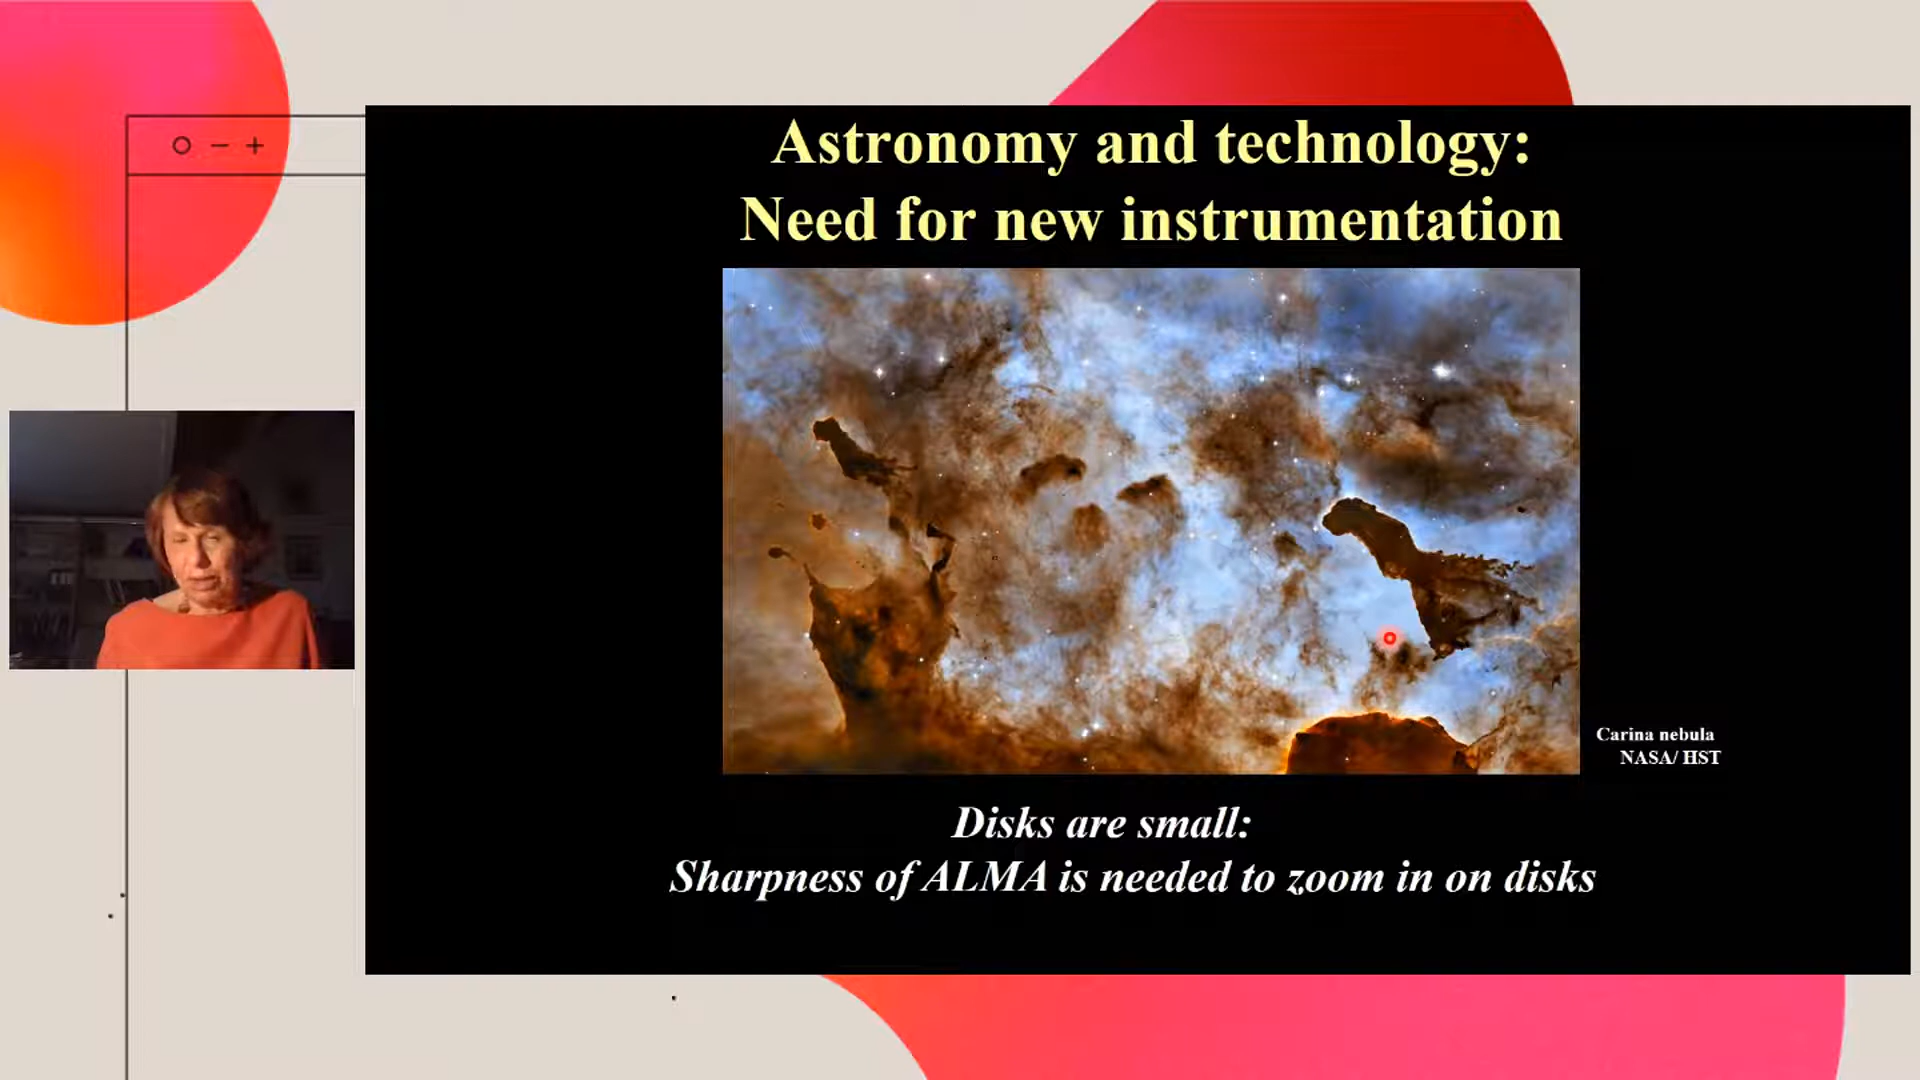 Astronomy and technology:
Need for new instrumentation
Carina nebula
NASA/ HST
Disks are small:
Sharpness of ALMA is needed to zoom in on disks